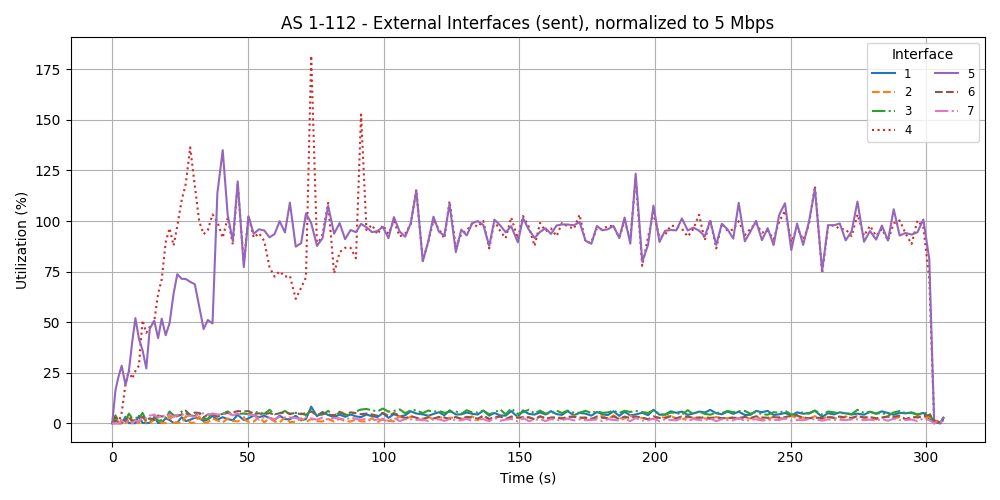 AS 1-112 - External Interfaces (sent), normalized to 5 Mbps
Interface
1 5
2 6
3 7
4
Utilization (%)
175
150
125
100
75
50
25
0
0 50 100 150 200 250 300
Time (s)